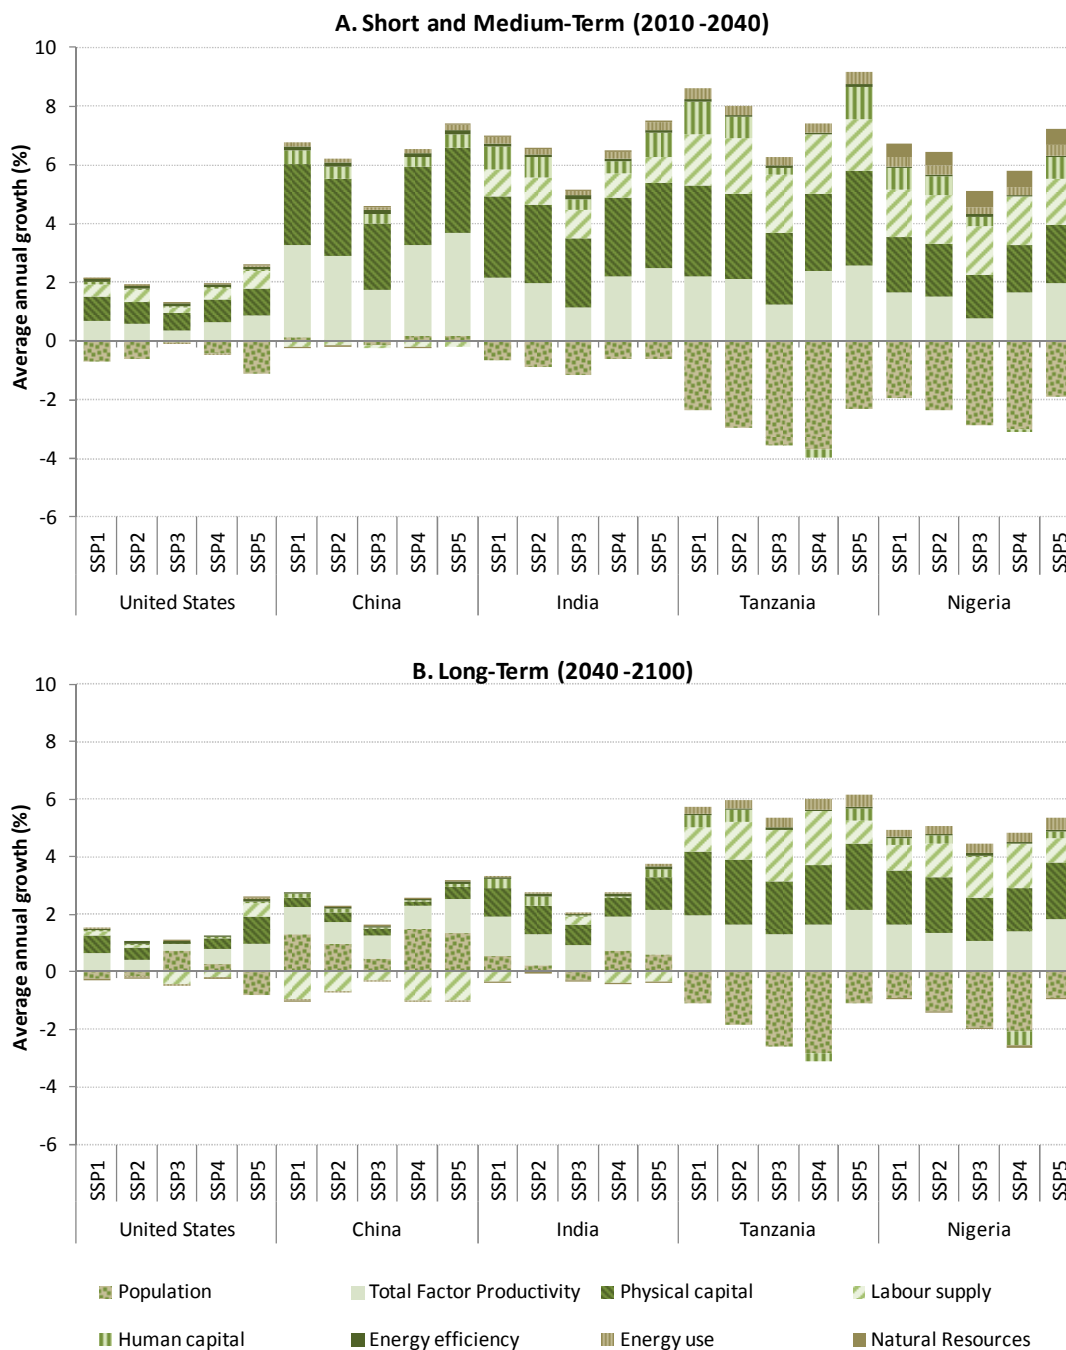 A. Short and Medium-Term (2010 -2040)
Average annual growth (%)
10
8
6
4
2
0
-2
-4
-6
SSP1 SSP2 SSP3 SSP4 SSP5 SSP1 SSP2 SSP3 SSP4 SSP5 SSP1 SSP2 SSP3 SSP4 SSP5 SSP1 SSP2 SSP3 SSP4 SSP5 SSP1 SSP2 SSP3 SSP4 SSP5
United States China India Tanzania Nigeria
B. Long-Term (2040 -2100)
Average annual growth (%)
10
8
6
4
2
0
-2
-4
-6
SSP1 SSP2 SSP3 SSP4 SSP5 SSP1 SSP2 SSP3 SSP4 SSP5 SSP1 SSP2 SSP3 SSP4 SSP5 SSP1 SSP2 SSP3 SSP4 SSP5 SSP1 SSP2 SSP3 SSP4 SSP5
United States China India Tanzania Nigeria
Population Total Factor Productivity Physical capital Labour supply
Human capital Energy efficiency Energy use Natural Resources